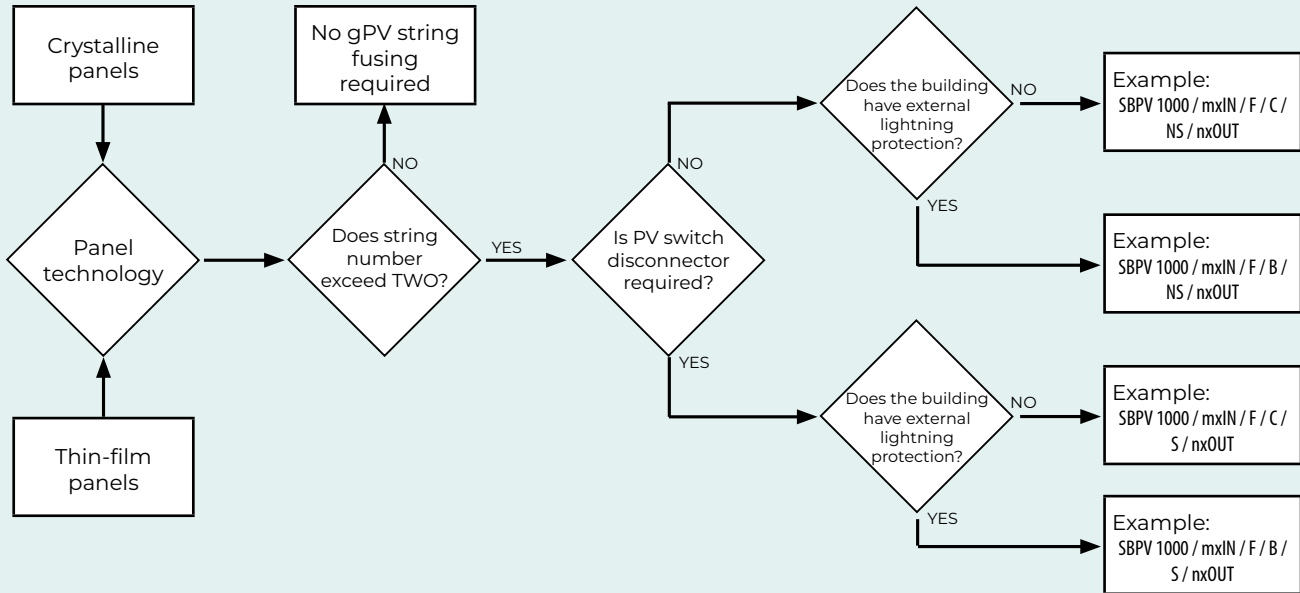 Crystalline
panels
No gPV string
fusing
required
Does the building
have external
lightning
protection?
NO
Example:
SBPV 1000 / mxIN / F / C /
NS / nxOUT
NO
NO
YES
Panel
technology
Does string
number
exceed TWO?
YES
Is PV switch
disconnector
required?
Example:
SBPV 1000 / mxIN / F / B /
NS / nxOUT
YES
Does the building
have external
lightning
protection?
NO
Example:
SBPV 1000 / mxIN / F / C /
S / nxOUT
Thin-film
panels
YES
Example:
SBPV 1000 / mxIN / F / B /
S / nxOUT